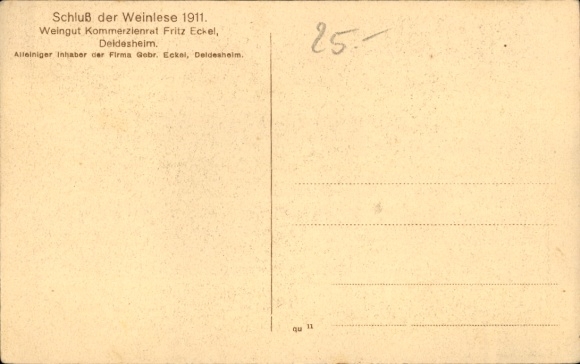 Schluß der Weinlese 1911.
Weingut Kommerzienrat Fritz Eckel,
Deidesheim.
Alleiniger Inhaber der Firma Gebr. Eckel, Deidesheim.
25.-
qu 11